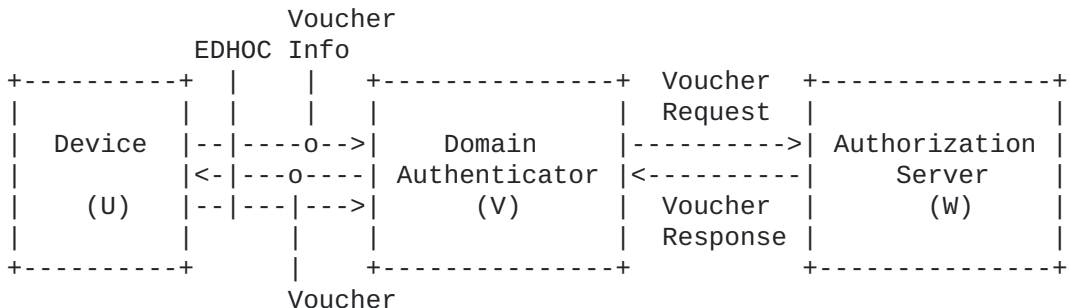 Voucher
EDHOC Info
Voucher
Request
Device Domain Authorization
Authenticator Server
(U) (V) Voucher (W)
Response
Voucher